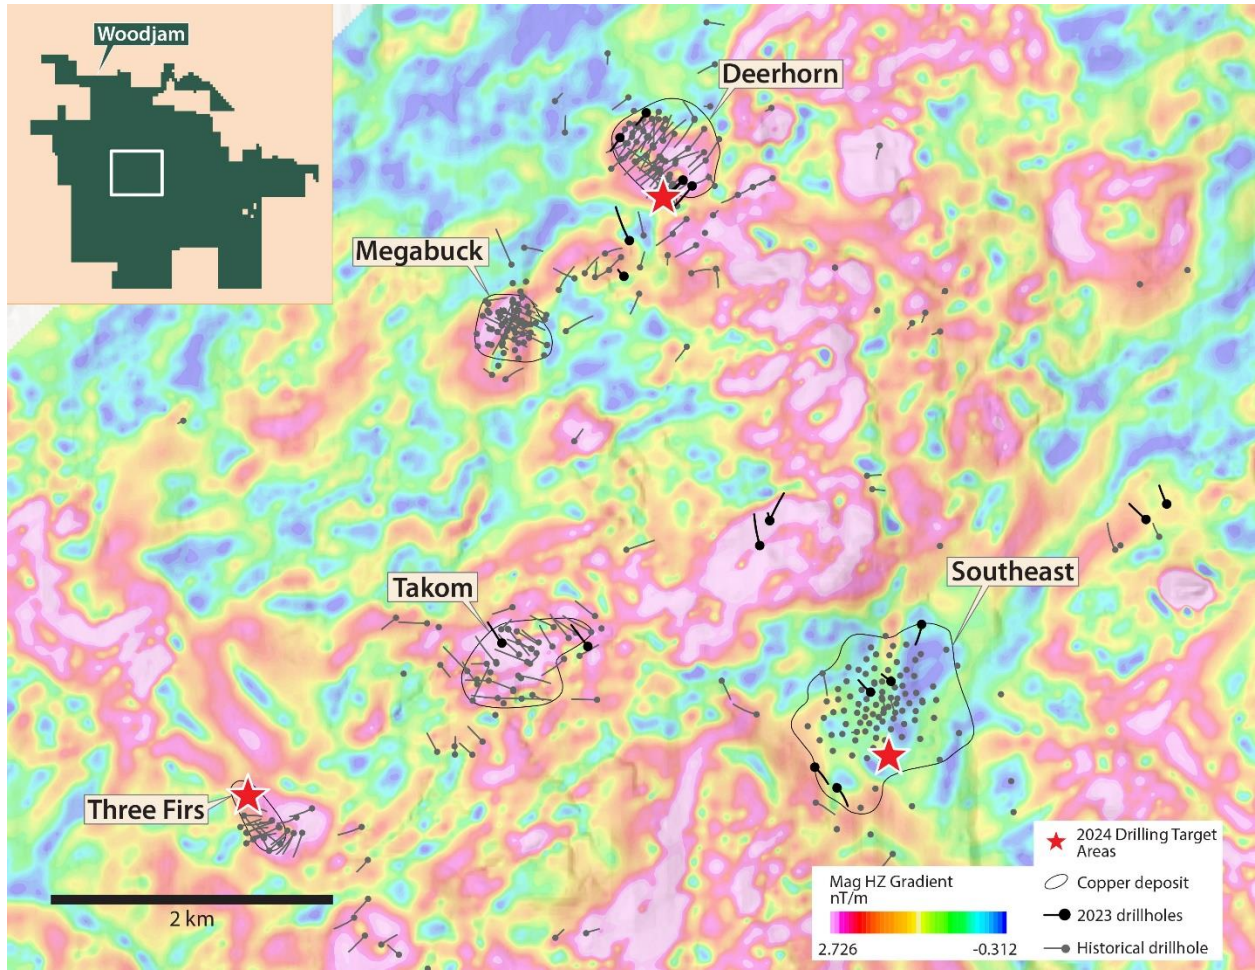 Woodjam
Deerhorn
Megabuck
Southeast
Takom
Three Firs
2 km
2024 Drilling Target
Areas
Copper deposit
2023 drillholes
Historical drillhole
Mag HZ Gradient
nT/m
2.726 -0.312